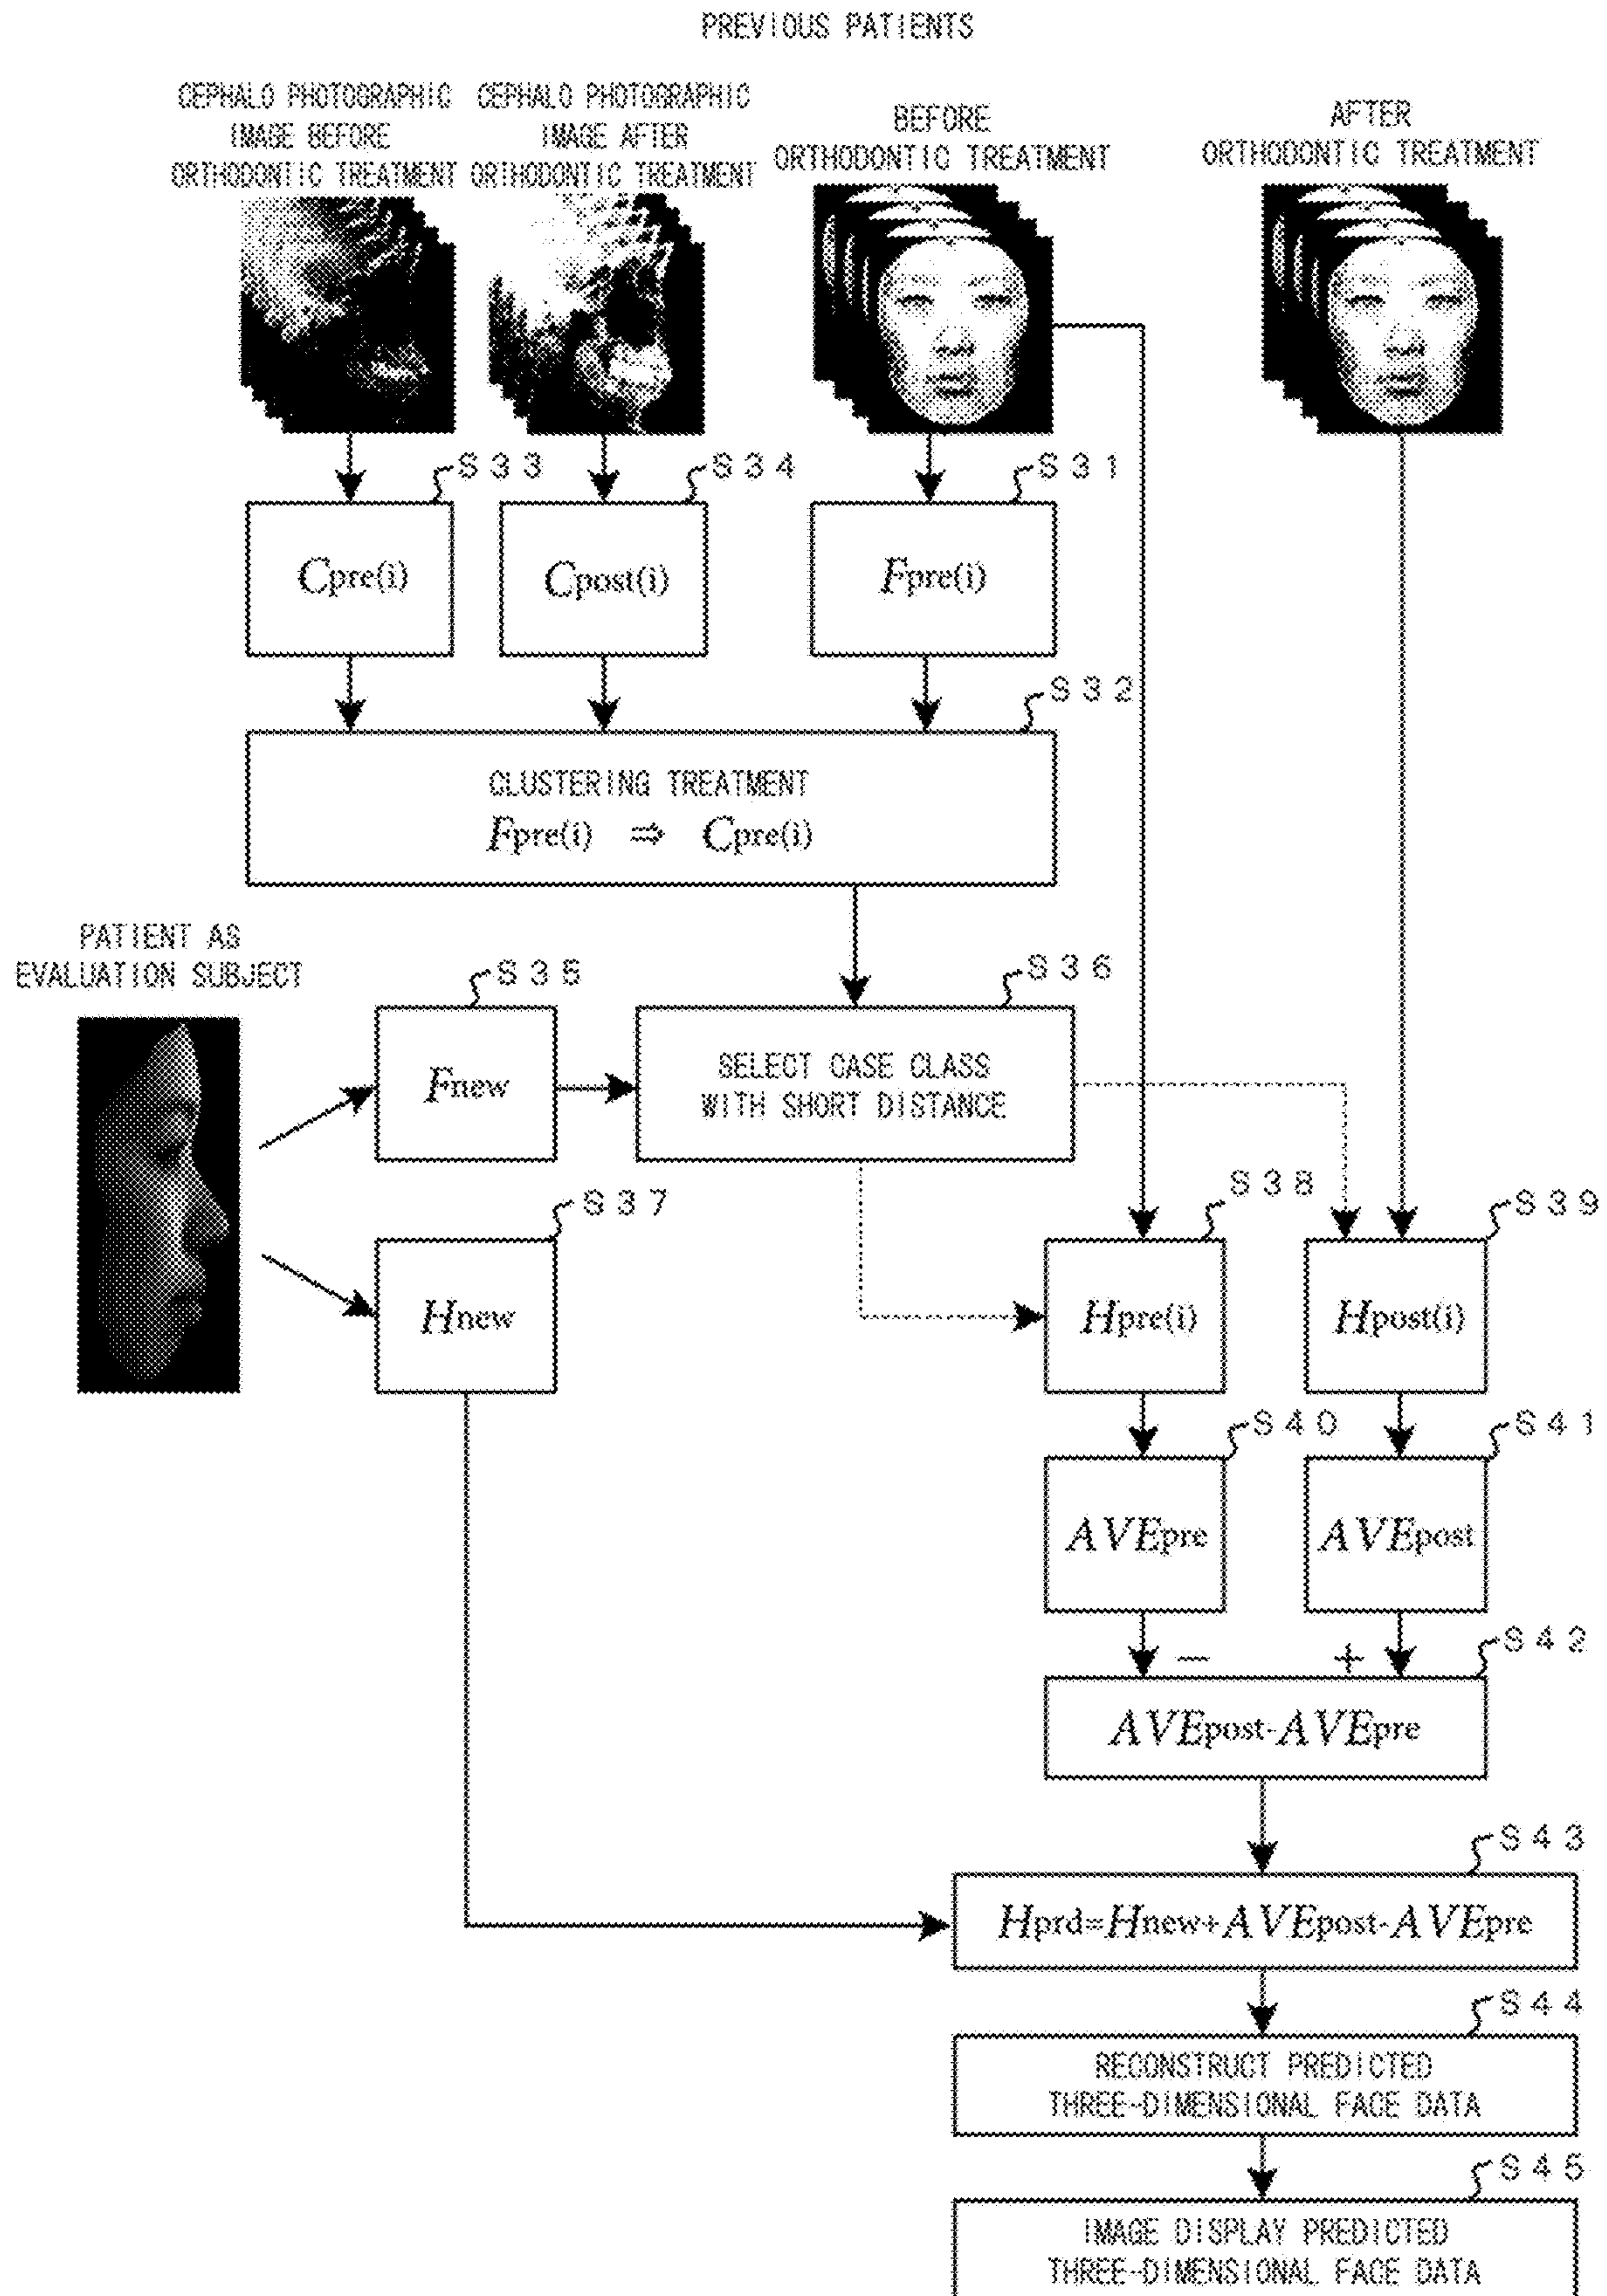 PREVIOUS PATIENTS
CEPHALO PHOTOGRAPHIC
IMAGE BEFORE
ORTHODONTIC TREATMENT
CEPHALO PHOTOGRAPHIC
IMAGE AFTER
ORTHODONTIC TREATMENT
BEFORE
ORTHODONTIC TREATMENT
AFTER
ORTHODONTIC TREATMENT
S33
S34
S31
Cpre(i)
Cpost(i)
Fpre(i)
S32
CLUSTERING TREATMENT
Fpre(i) ⇒ Cpre(i)
PATIENT AS
EVALUATION SUBJECT
S35
S36
Fnew
SELECT CASE CLASS
WITH SHORT DISTANCE
S37
S38
S39
Hnew
Hpre(i)
Hpost(i)
S40
S41
AVEpre
AVEpost
− +
S42
AVEpost-AVEpre
S43
Hprd=Hnew+AVEpost-AVEpre
S44
RECONSTRUCT PREDICTED
THREE-DIMENSIONAL FACE DATA
S45
IMAGE DISPLAY PREDICTED
THREE-DIMENSIONAL FACE DATA